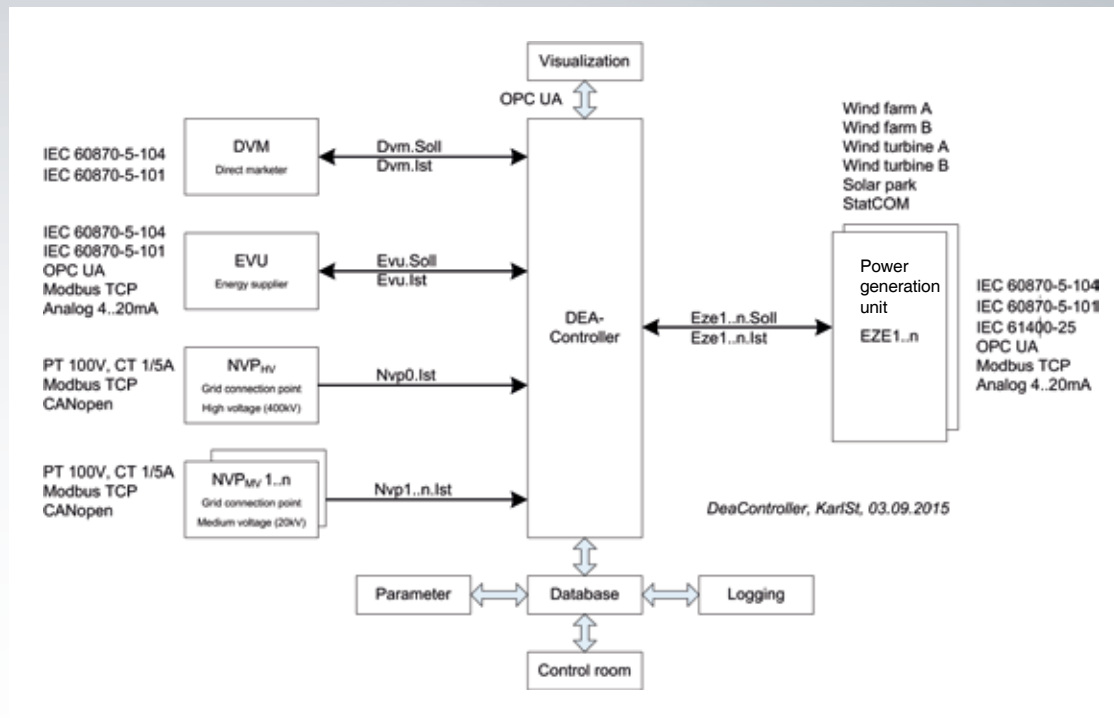 Visualization
OPC UA
IEC 60870-5-104
IEC 60870-5-101
DVM
Direct marketer
Dvm.Soll
Dvm.Ist
IEC 60870-5-104
IEC 60870-5-101
OPC UA
Modbus TCP
Analog 4..20mA
EVU
Energy supplier
Evu.Soll
Evu.Ist
PT 100V, CT 1/5A
Modbus TCP
CANopen
NVPHV
Grid connection point
High voltage (400kV)
Nvp0.Ist
PT 100V, CT 1/5A
Modbus TCP
CANopen
NVPMV 1..n
Grid connection point
Medium voltage (20kV)
Nvp1..n.Ist
DEA-
Controller
Eze1..n.Soll
Eze1..n.Ist
Wind farm A
Wind farm B
Wind turbine A
Wind turbine B
Solar park
StatCOM
Power
generation
unit
EZE1..n
IEC 60870-5-104
IEC 60870-5-101
IEC 61400-25
OPC UA
Modbus TCP
Analog 4..20mA
DeaController, KarlSt, 03.09.2015
Parameter
Database
Logging
Control room